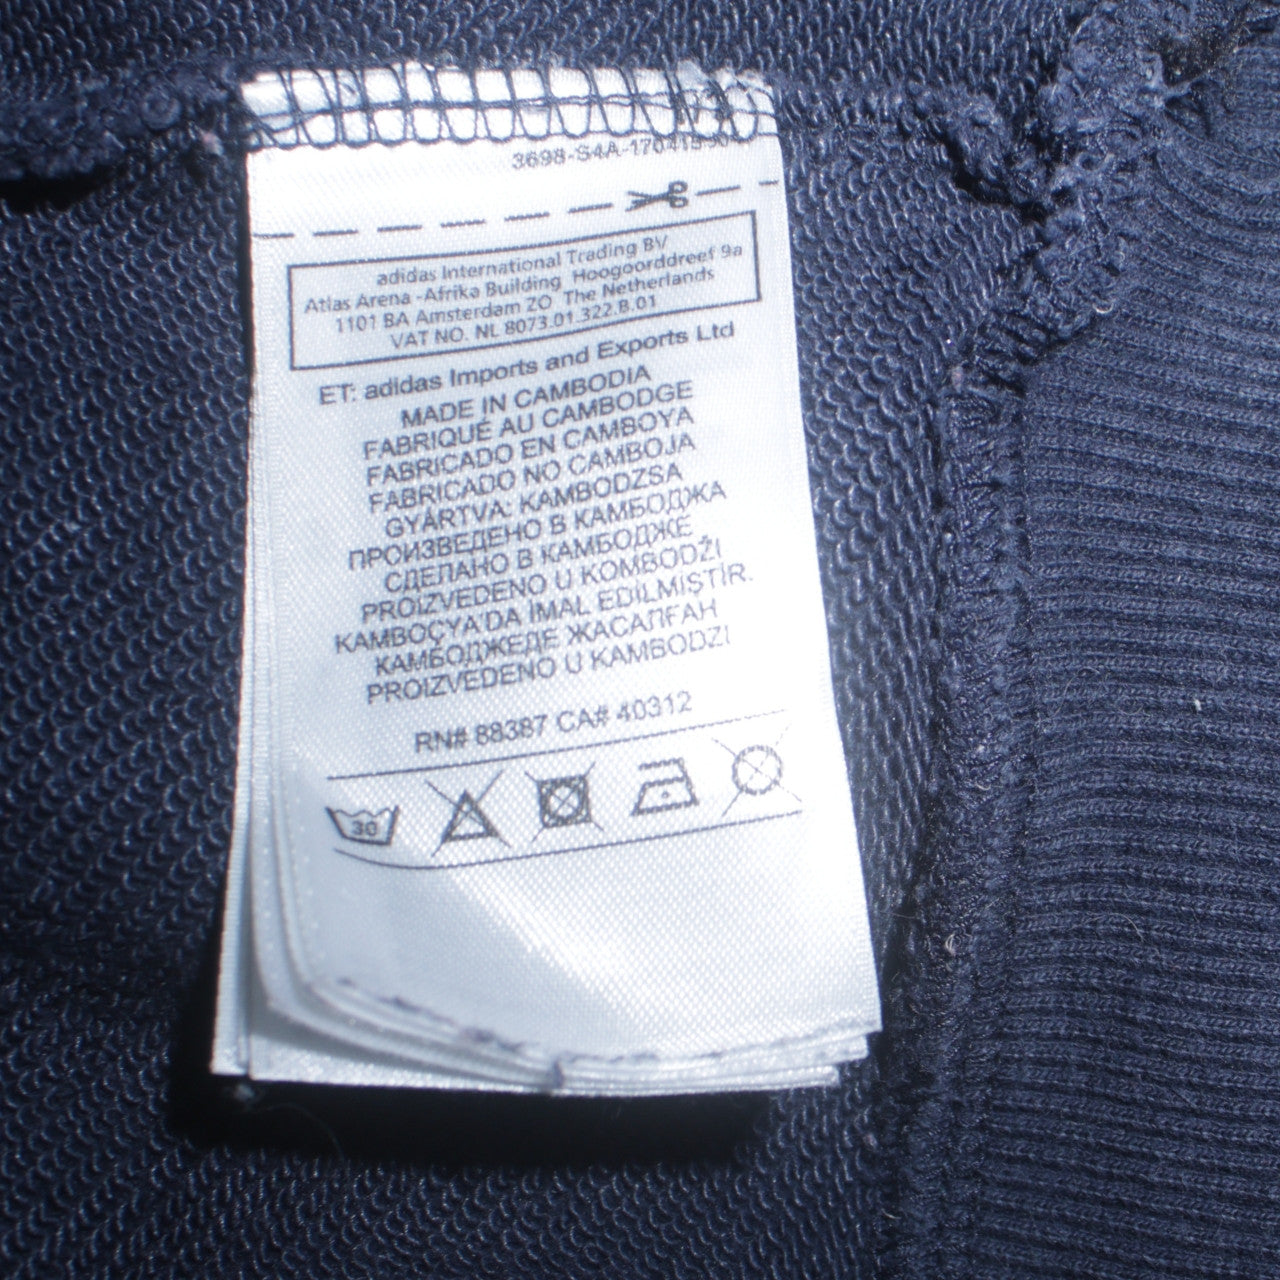 3698-S4A-170415
adidas International Trading BV
Atlas Arena -Afrika Building Hoogoorddreef 9a
1101 BA Amsterdam ZO The Netherlands
VAT NO. NL 8073.01.322.B.01
ET: adidas Imports and Exports Ltd
MADE IN CAMBODIA
FABRIQUÉ AU CAMBODGE
FABRICADO EN CAMBOYA
FABRICADO NO CAMBOJA
GYÁRTVA: KAMBODZSA
ПРОИЗВЕДЕНО В КАМБОДЖА
СДЕЛАНО В КАМБОДЖЕ
PROIZVEDENO U KOMBODŽI
KAMBOÇYA'DA İMAL EDİLMİŞTİR.
КАМБОДЖЕДЕ ЖАСАЛҒАН
PROIZVEDENO U KAMBODŽI
RN# 88387 CA# 40312
30